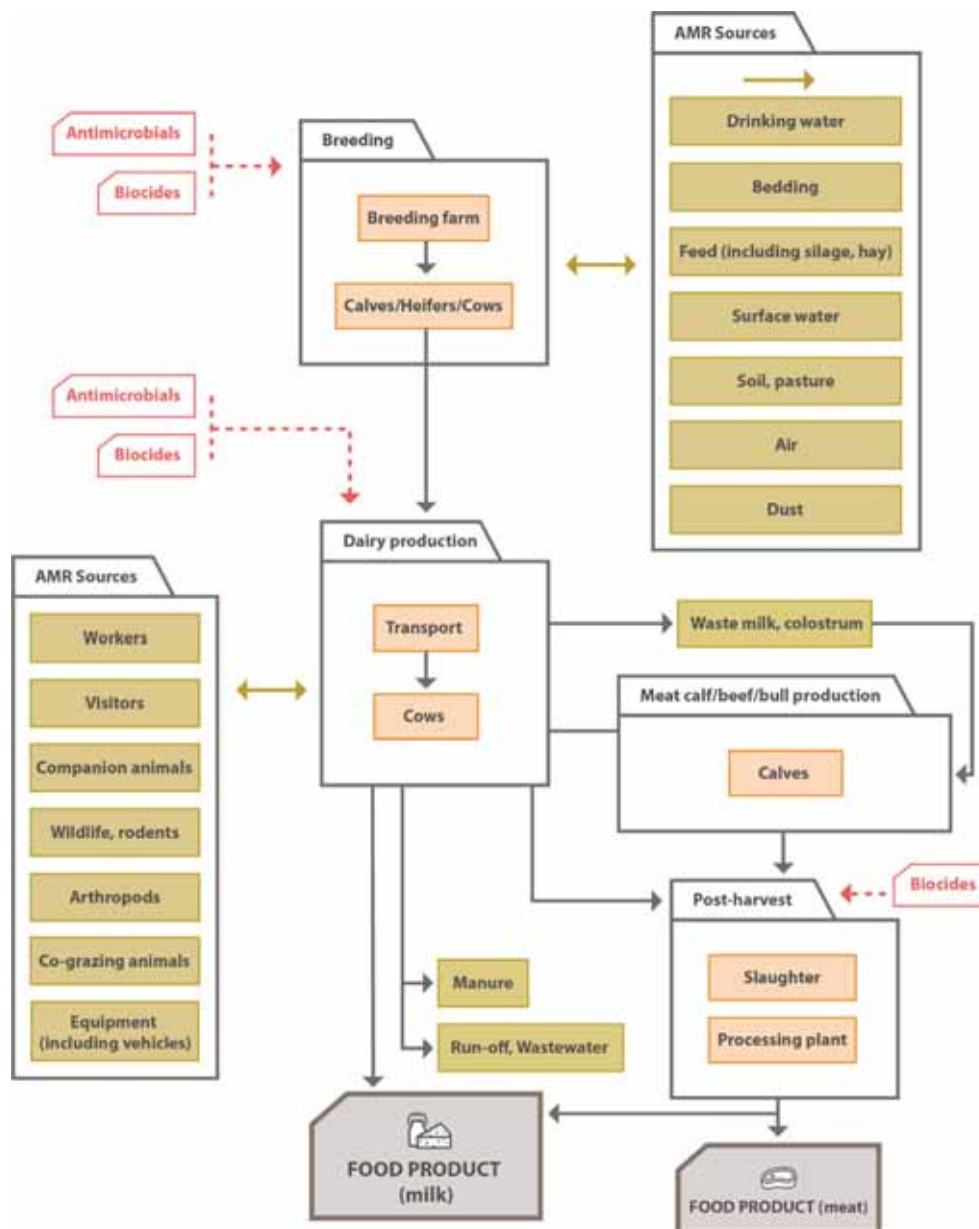 AMR Sources
Drinking water
Bedding
Feed (including silage, hay)
Surface water
Soil, pasture
Air
Dust
Antimicrobials
Biocides
Breeding
Breeding farm
Calves/Heifers/Cows
Antimicrobials
Biocides
Dairy production
Transport
Cows
AMR Sources
Workers
Visitors
Companion animals
Wildlife, rodents
Arthropods
Co-grazing animals
Equipment
(including vehicles)
Waste milk, colostrum
Meat calf/beef/bull production
Calves
Biocides
Post-harvest
Slaughter
Processing plant
Manure
Run-off, Wastewater
FOOD PRODUCT
(milk)
FOOD PRODUCT (meat)